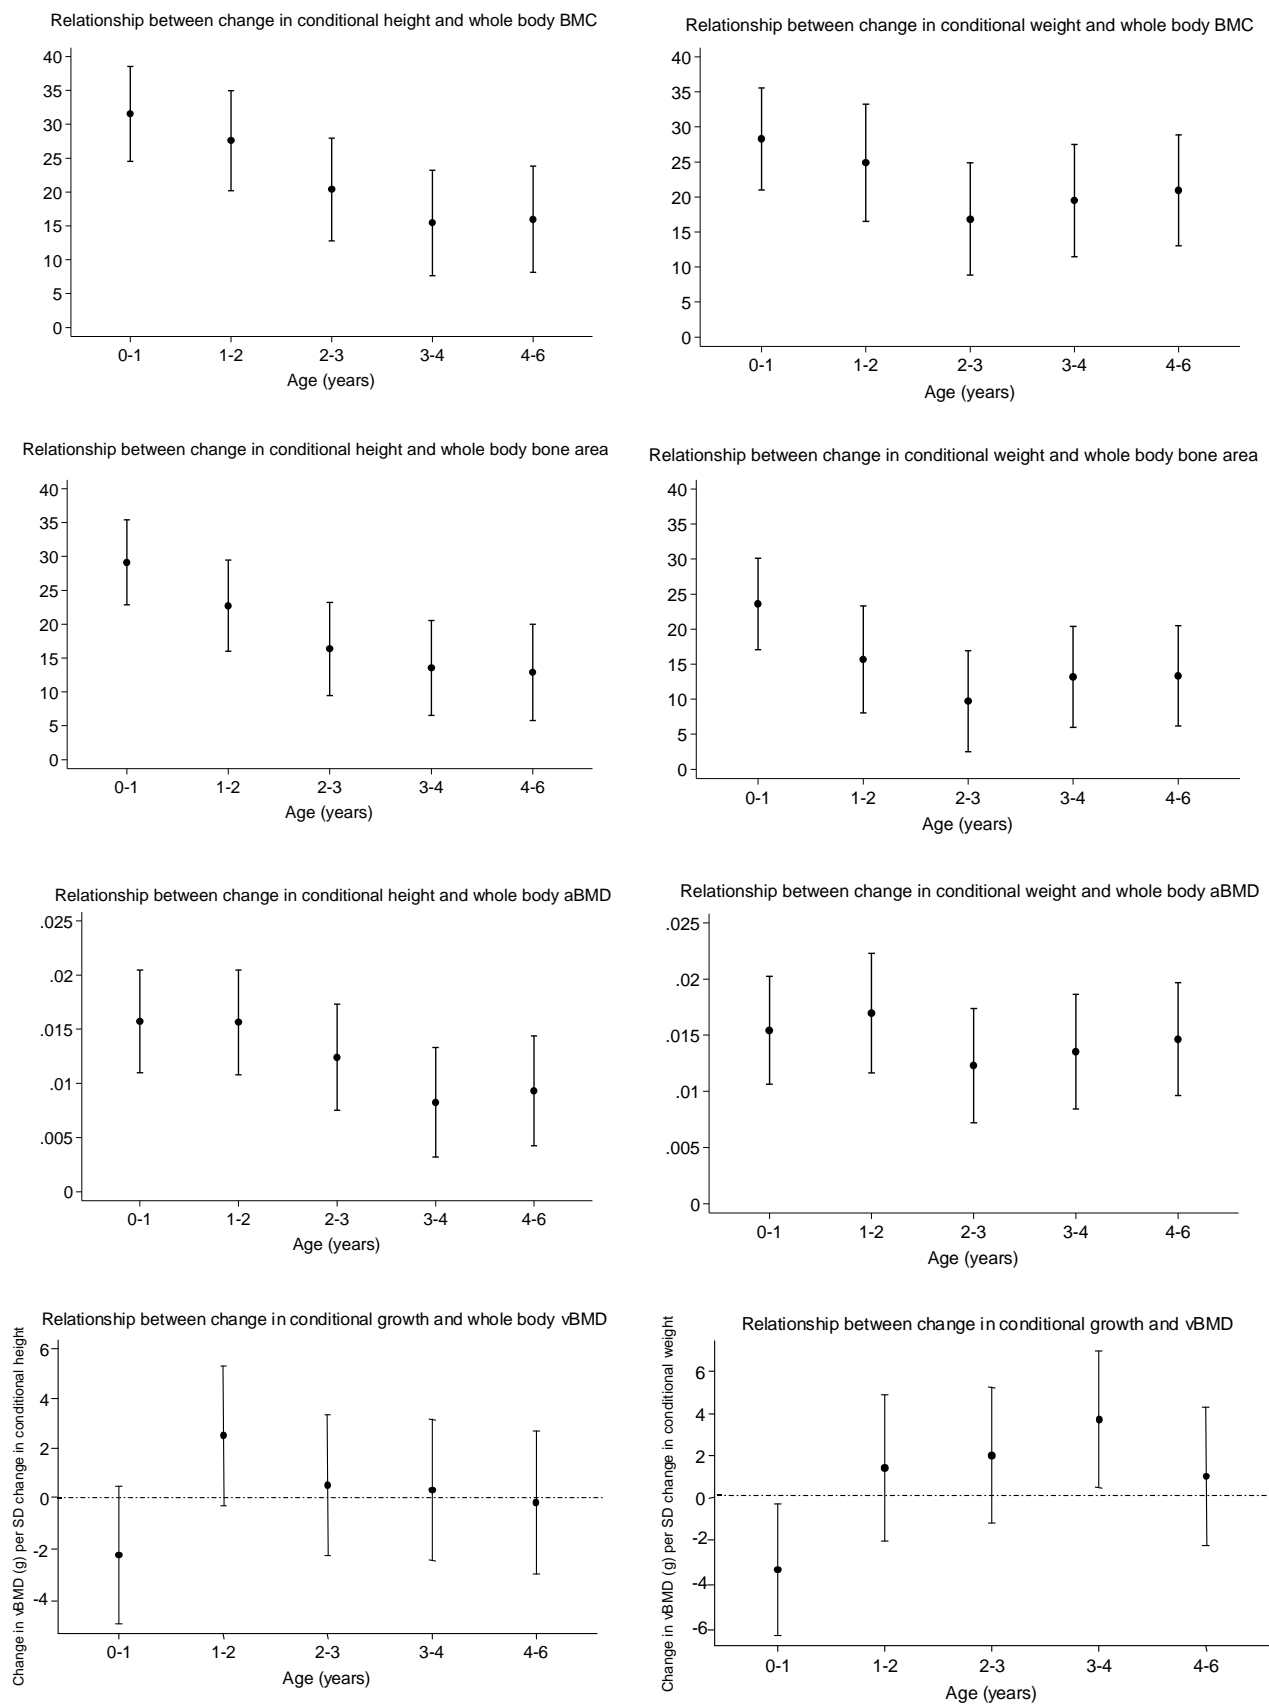 Relationship between change in conditional height and whole body BMC
40
35
30
25
20
15
10
5
0
0-1 1-2 2-3 3-4 4-6
Age (years)
Relationship between change in conditional weight and whole body BMC
40
35
30
25
20
15
10
5
0
0-1 1-2 2-3 3-4 4-6
Age (years)
Relationship between change in conditional height and whole body bone area
40
35
30
25
20
15
10
5
0
0-1 1-2 2-3 3-4 4-6
Age (years)
Relationship between change in conditional weight and whole body bone area
40
35
30
25
20
15
10
5
0
0-1 1-2 2-3 3-4 4-6
Age (years)
Relationship between change in conditional height and whole body aBMD
.025
.02
.015
.01
.005
0
0-1 1-2 2-3 3-4 4-6
Age (years)
Relationship between change in conditional weight and whole body aBMD
.025
.02
.015
.01
.005
0
0-1 1-2 2-3 3-4 4-6
Age (years)
Relationship between change in conditional growth and whole body vBMD
Change in vBMD (g) per SD change in conditional height
6
4
2
0
-2
-4
0-1 1-2 2-3 3-4 4-6
Age (years)
Relationship between change in conditional growth and vBMD
Change in vBMD (g) per SD change in conditional weight
6
4
2
0
-2
-4
-6
0-1 1-2 2-3 3-4 4-6
Age (years)